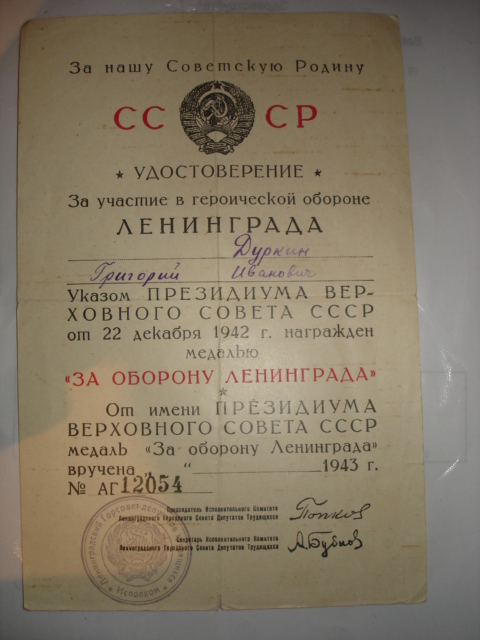 За нашу Советскую Родину
СС СР
★ УДОСТОВЕРЕНИЕ ★
За участие в героической обороне
ЛЕНИНГРАДА
Дуркин
Григорий Иванович
Указом ПРЕЗИДИУМА ВЕР-
ХОВНОГО СОВЕТА СССР
от 22 декабря 1942 г. награжден
медалью
«ЗА ОБОРОНУ ЛЕНИНГРАДА»
★
От имени ПРЕЗИДИУМА
ВЕРХОВНОГО СОВЕТА СССР
медаль «За оборону Ленинграда»
вручена „ “ 1943 г.
№ АГ 12054
Председатель Исполнительного Комитета
Ленинградского Городского Совета Депутатов Трудящихся
Попков
Секретарь Исполнительного Комитета
Ленинградского Городского Совета Депутатов Трудящихся
А.Бубнов
Исполком